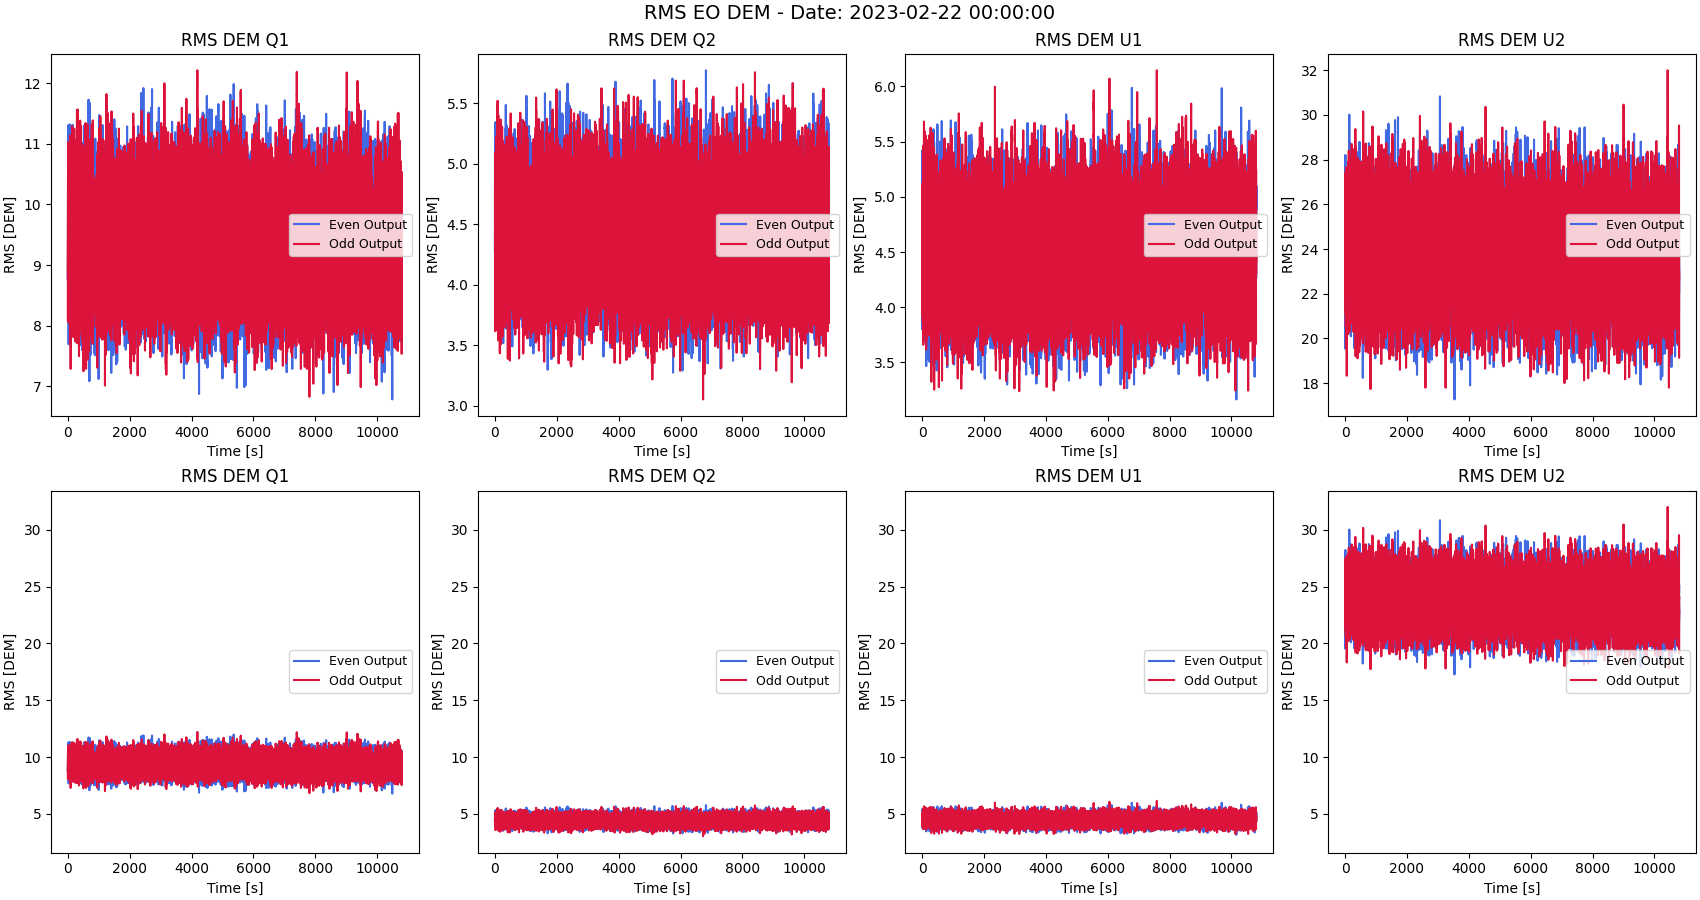 RMS EO DEM - Date: 2023-02-22 00:00:00
RMS DEM Q1
RMS [DEM]
12
11
10
9
8
7
0 2000 4000 6000 8000 10000
Time [s]
Even Output
Odd Output
RMS DEM Q2
RMS [DEM]
5.5
5.0
4.5
4.0
3.5
3.0
0 2000 4000 6000 8000 10000
Time [s]
Even Output
Odd Output
RMS DEM U1
RMS [DEM]
6.0
5.5
5.0
4.5
4.0
3.5
0 2000 4000 6000 8000 10000
Time [s]
Even Output
Odd Output
RMS DEM U2
RMS [DEM]
32
30
28
26
24
22
20
18
0 2000 4000 6000 8000 10000
Time [s]
Even Output
Odd Output
RMS DEM Q1
RMS [DEM]
30
25
20
15
10
5
0 2000 4000 6000 8000 10000
Time [s]
Even Output
Odd Output
RMS DEM Q2
RMS [DEM]
30
25
20
15
10
5
0 2000 4000 6000 8000 10000
Time [s]
Even Output
Odd Output
RMS DEM U1
RMS [DEM]
30
25
20
15
10
5
0 2000 4000 6000 8000 10000
Time [s]
Even Output
Odd Output
RMS DEM U2
RMS [DEM]
30
25
20
15
10
5
0 2000 4000 6000 8000 10000
Time [s]
Even Output
Odd Output